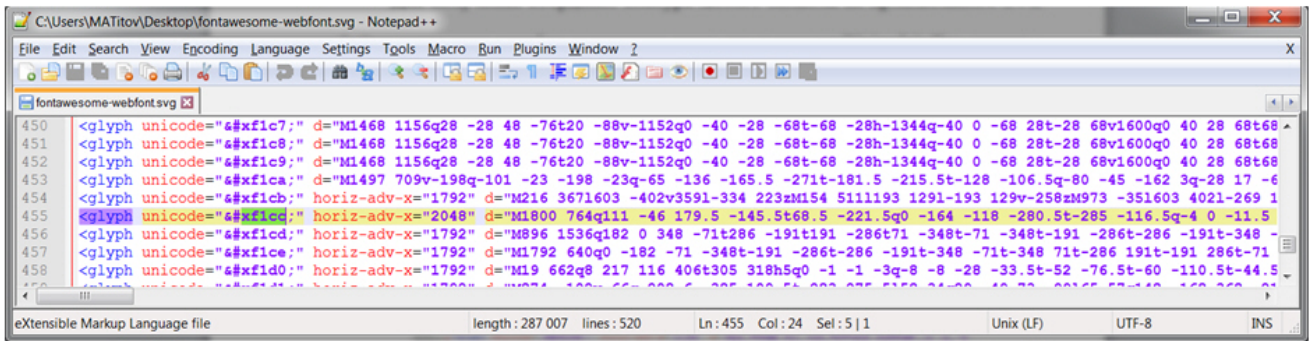 C:\Users\MATitov\Desktop\fontawesome-webfont.svg - Notepad++
File Edit Search View Encoding Language Settings Tools Macro Run Plugins Window ? X
fontawesome-webfont.svg
450 <glyph unicode="&#xf1c7;" d="M1468 1156q28 -28 48 -76t20 -88v-1152q0 -40 -28 -68t-68 -28h-1344q-40 0 -68 28t-28 68v1600q0 40 28 68t68
451 <glyph unicode="&#xf1c8;" d="M1468 1156q28 -28 48 -76t20 -88v-1152q0 -40 -28 -68t-68 -28h-1344q-40 0 -68 28t-28 68v1600q0 40 28 68t68
452 <glyph unicode="&#xf1c9;" d="M1468 1156q28 -28 48 -76t20 -88v-1152q0 -40 -28 -68t-68 -28h-1344q-40 0 -68 28t-28 68v1600q0 40 28 68t68
453 <glyph unicode="&#xf1ca;" d="M1497 709v-198q-101 -23 -198 -23q-65 -136 -165.5 -271t-181.5 -215.5t-128 -106.5q-80 -45 -162 3q-28 17 -6
454 <glyph unicode="&#xf1cb;" horiz-adv-x="1792" d="M216 367l603 -402v359l-334 223zM154 511l193 129l-193 129v-258zM973 -35l603 402l-269 1
455 <glyph unicode="&#xf1cc;" horiz-adv-x="2048" d="M1800 764q111 -46 179.5 -145.5t68.5 -221.5q0 -164 -118 -280.5t-285 -116.5q-4 0 -11.5
456 <glyph unicode="&#xf1cd;" horiz-adv-x="1792" d="M896 1536q182 0 348 -71t286 -191t191 -286t71 -348t-71 -348t-191 -286t-286 -191t-348 -
457 <glyph unicode="&#xf1ce;" horiz-adv-x="1792" d="M1792 640q0 -182 -71 -348t-191 -286t-286 -191t-348 -71t-348 71t-286 191t-191 286t-71
458 <glyph unicode="&#xf1d0;" horiz-adv-x="1792" d="M19 662q8 217 116 406t305 318h5q0 -1 -1 -3q-8 -8 -28 -33.5t-52 -76.5t-60 -110.5t-44.5
eXtensible Markup Language file length : 287 007 lines : 520 Ln : 455 Col : 24 Sel : 5 | 1 Unix (LF) UTF-8 INS